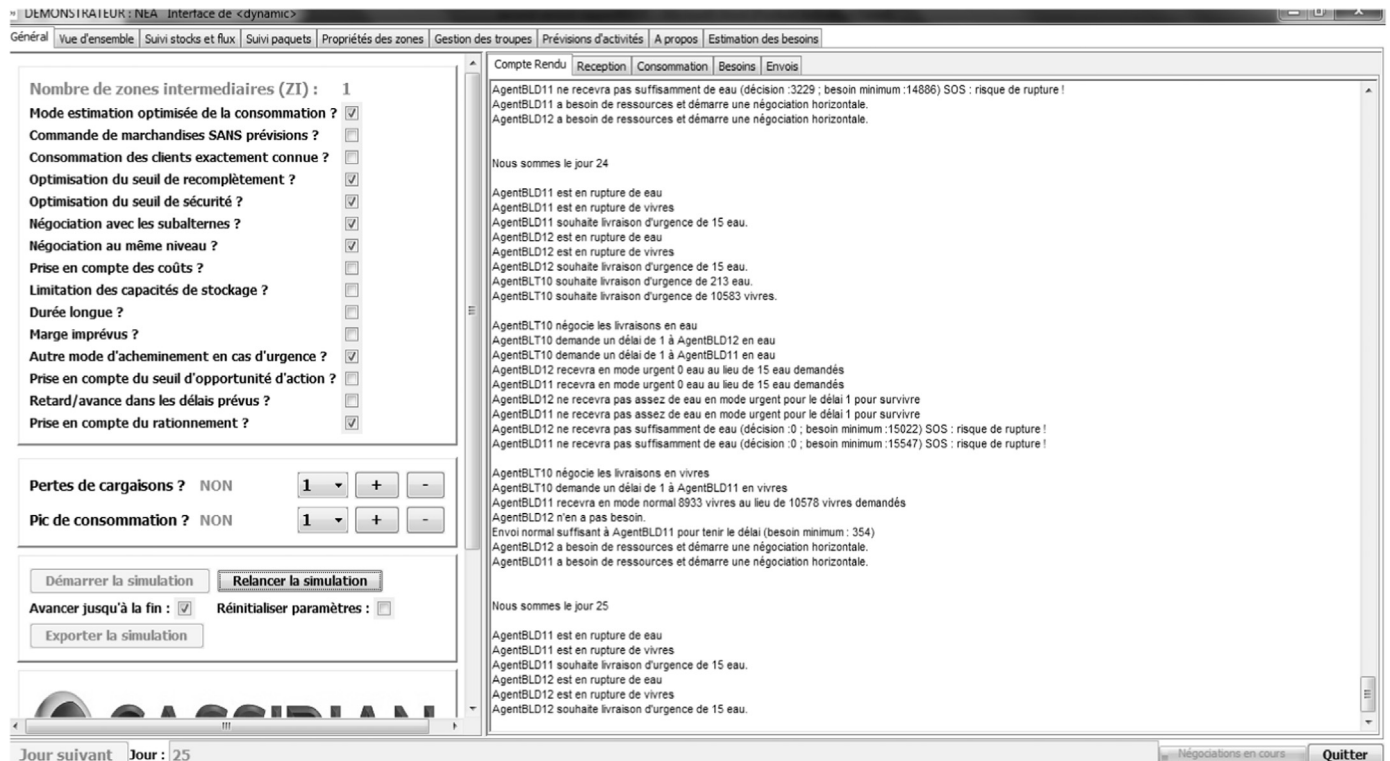 DEMONSTRATEUR : NEA Interface de <dynamic>
Général Vue d'ensemble Suivi stocks et flux Suivi paquets Propriétés des zones Gestion des troupes Prévisions d'activités A propos Estimation des besoins
Nombre de zones intermediaires (ZI) : 1
Mode estimation optimisée de la consommation ?
Commande de marchandises SANS prévisions ?
Consommation des clients exactement connue ?
Optimisation du seuil de recomplètement ?
Optimisation du seuil de sécurité ?
Négociation avec les subalternes ?
Négociation au même niveau ?
Prise en compte des coûts ?
Limitation des capacités de stockage ?
Durée longue ?
Marge imprévus ?
Autre mode d'acheminement en cas d'urgence ?
Prise en compte du seuil d'opportunité d'action ?
Retard/avance dans les délais prévus ?
Prise en compte du rationnement ?
Pertes de cargaisons ? NON 1 + -
Pic de consommation ? NON 1 + -
Démarrer la simulation Relancer la simulation
Avancer jusqu'à la fin : Réinitialiser paramètres :
Exporter la simulation
CASSIDIAN
Compte Rendu Reception Consommation Besoins Envois
AgentBLD11 ne recevra pas suffisamment de eau (décision :3229 ; besoin minimum :14886) SOS : risque de rupture !
AgentBLD11 a besoin de ressources et démarre une négociation horizontale.
AgentBLD12 a besoin de ressources et démarre une négociation horizontale.
Nous sommes le jour 24
AgentBLD11 est en rupture de eau
AgentBLD11 est en rupture de vivres
AgentBLD11 souhaite livraison d'urgence de 15 eau.
AgentBLD12 est en rupture de eau
AgentBLD12 est en rupture de vivres
AgentBLD12 souhaite livraison d'urgence de 15 eau.
AgentBLT10 souhaite livraison d'urgence de 213 eau.
AgentBLT10 souhaite livraison d'urgence de 10583 vivres.
AgentBLT10 négocie les livraisons en eau
AgentBLT10 demande un délai de 1 à AgentBLD12 en eau
AgentBLT10 demande un délai de 1 à AgentBLD11 en eau
AgentBLD12 recevra en mode urgent 0 eau au lieu de 15 eau demandés
AgentBLD11 recevra en mode urgent 0 eau au lieu de 15 eau demandés
AgentBLD12 ne recevra pas assez de eau en mode urgent pour le délai 1 pour survivre
AgentBLD11 ne recevra pas assez de eau en mode urgent pour le délai 1 pour survivre
AgentBLD12 ne recevra pas suffisamment de eau (décision :0 ; besoin minimum :15022) SOS : risque de rupture !
AgentBLD11 ne recevra pas suffisamment de eau (décision :0 ; besoin minimum :15547) SOS : risque de rupture !
AgentBLT10 négocie les livraisons en vivres
AgentBLT10 demande un délai de 1 à AgentBLD11 en vivres
AgentBLD11 recevra en mode normal 8933 vivres au lieu de 10578 vivres demandés
AgentBLD12 n'en a pas besoin.
Envoi normal suffisant à AgentBLD11 pour tenir le délai (besoin minimum : 354)
AgentBLD12 a besoin de ressources et démarre une négociation horizontale.
AgentBLD11 a besoin de ressources et démarre une négociation horizontale.
Nous sommes le jour 25
AgentBLD11 est en rupture de eau
AgentBLD11 est en rupture de vivres
AgentBLD11 souhaite livraison d'urgence de 15 eau.
AgentBLD12 est en rupture de eau
AgentBLD12 est en rupture de vivres
AgentBLD12 souhaite livraison d'urgence de 15 eau.
Jour suivant Jour : 25 Négociations en cours Quitter